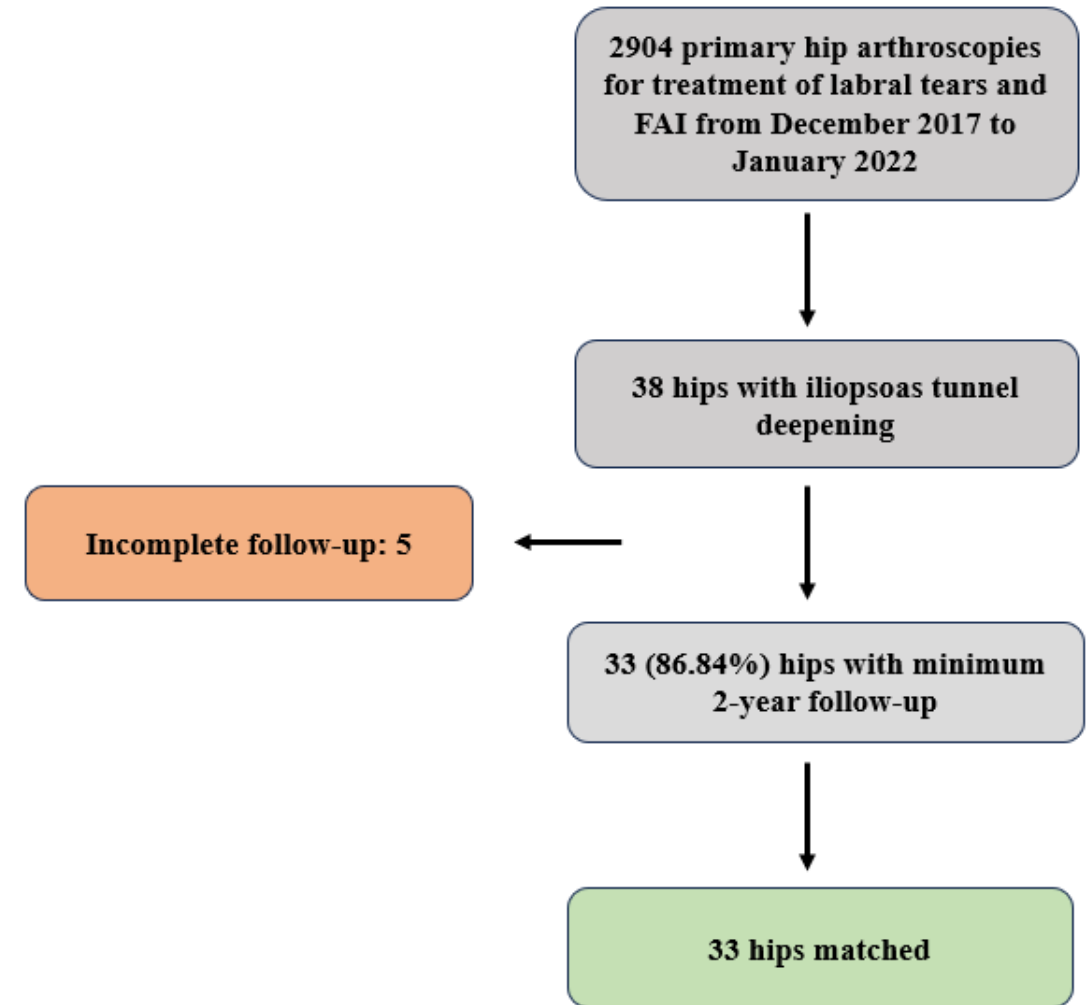 2904 primary hip arthroscopies
for treatment of labral tears and
FAI from December 2017 to
January 2022
38 hips with iliopsoas tunnel
deepening
Incomplete follow-up: 5
33 (86.84%) hips with minimum
2-year follow-up
33 hips matched